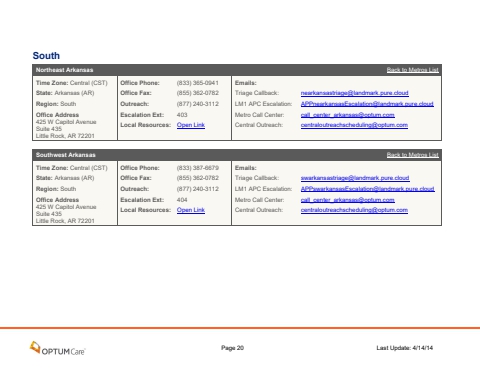 South
Northeast Arkansas Back to Metros List
Time Zone: Central (CST) Office Phone: (833) 365-0941 Emails:
State: Arkansas (AR) Office Fax: (855) 362-0782 Triage Callback: nearkansastriage@landmark.pure.cloud
Region: South Outreach: (877) 240-3112 LM1 APC Escalation: APPnearkansasEscalation@landmark.pure.cloud
Office Address Escalation Ext: 403 Metro Call Center: call_center_arkansas@optum.com
425 W Capitol Avenue Local Resources: Open Link Central Outreach: centraloutreachscheduling@optum.com
Suite 435
Little Rock, AR 72201
Southwest Arkansas Back to Metros List
Time Zone: Central (CST) Office Phone: (833) 387-6679 Emails:
State: Arkansas (AR) Office Fax: (855) 362-0782 Triage Callback: swarkansastriage@landmark.pure.cloud
Region: South Outreach: (877) 240-3112 LM1 APC Escalation: APPswarkansasEscalation@landmark.pure.cloud
Office Address Escalation Ext: 404 Metro Call Center: call_center_arkansas@optum.com
425 W Capitol Avenue Local Resources: Open Link Central Outreach: centraloutreachscheduling@optum.com
Suite 435
Little Rock, AR 72201
OPTUMCare Page 20 Last Update: 4/14/14